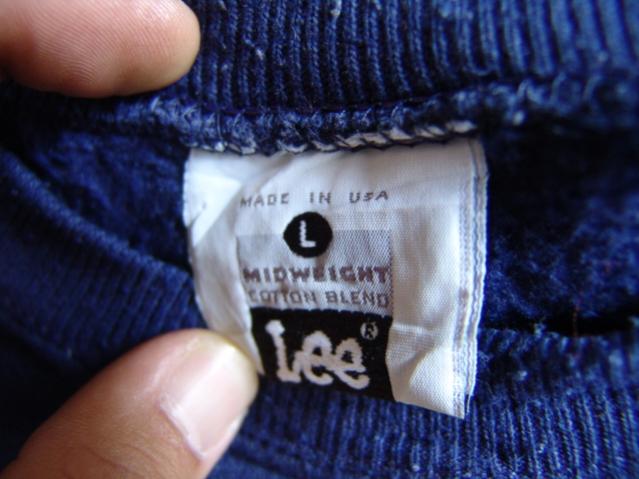 MADE IN USA
L
MIDWEIGHT
COTTON BLEND
Lee®